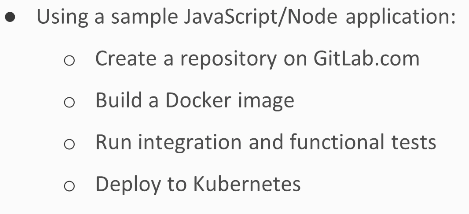 ● Using a sample JavaScript/Node application:
○ Create a repository on GitLab.com
○ Build a Docker image
○ Run integration and functional tests
○ Deploy to Kubernetes